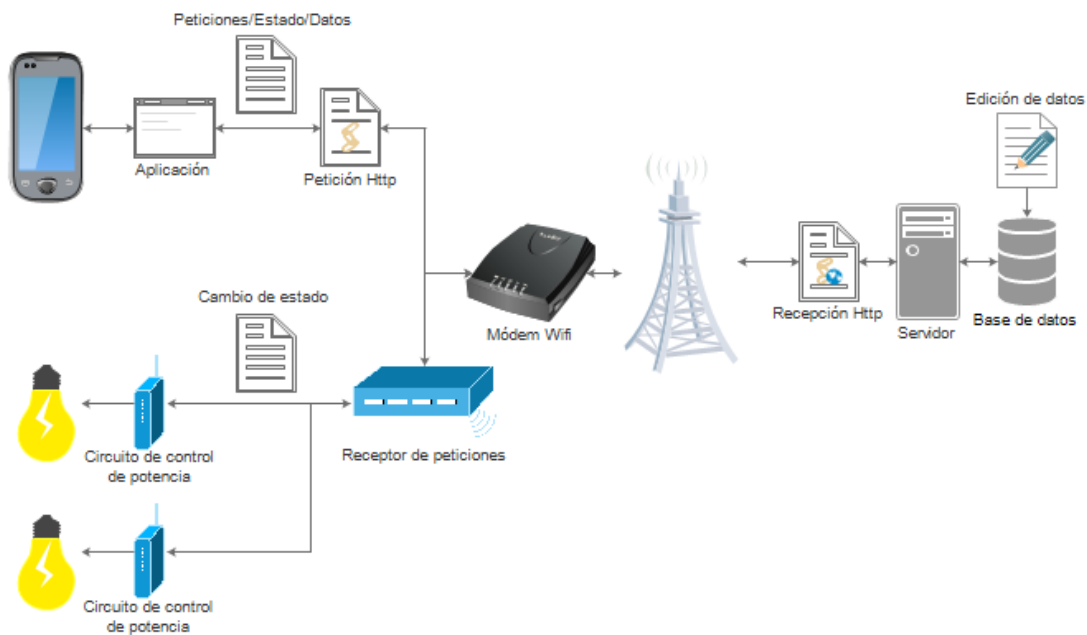 Peticiones/Estado/Datos
Edición de datos
Aplicación
Petición Http
Cambio de estado
Módem Wifi
Recepción Http
Servidor
Base de datos
Receptor de peticiones
Circuito de control
de potencia
Circuito de control
de potencia